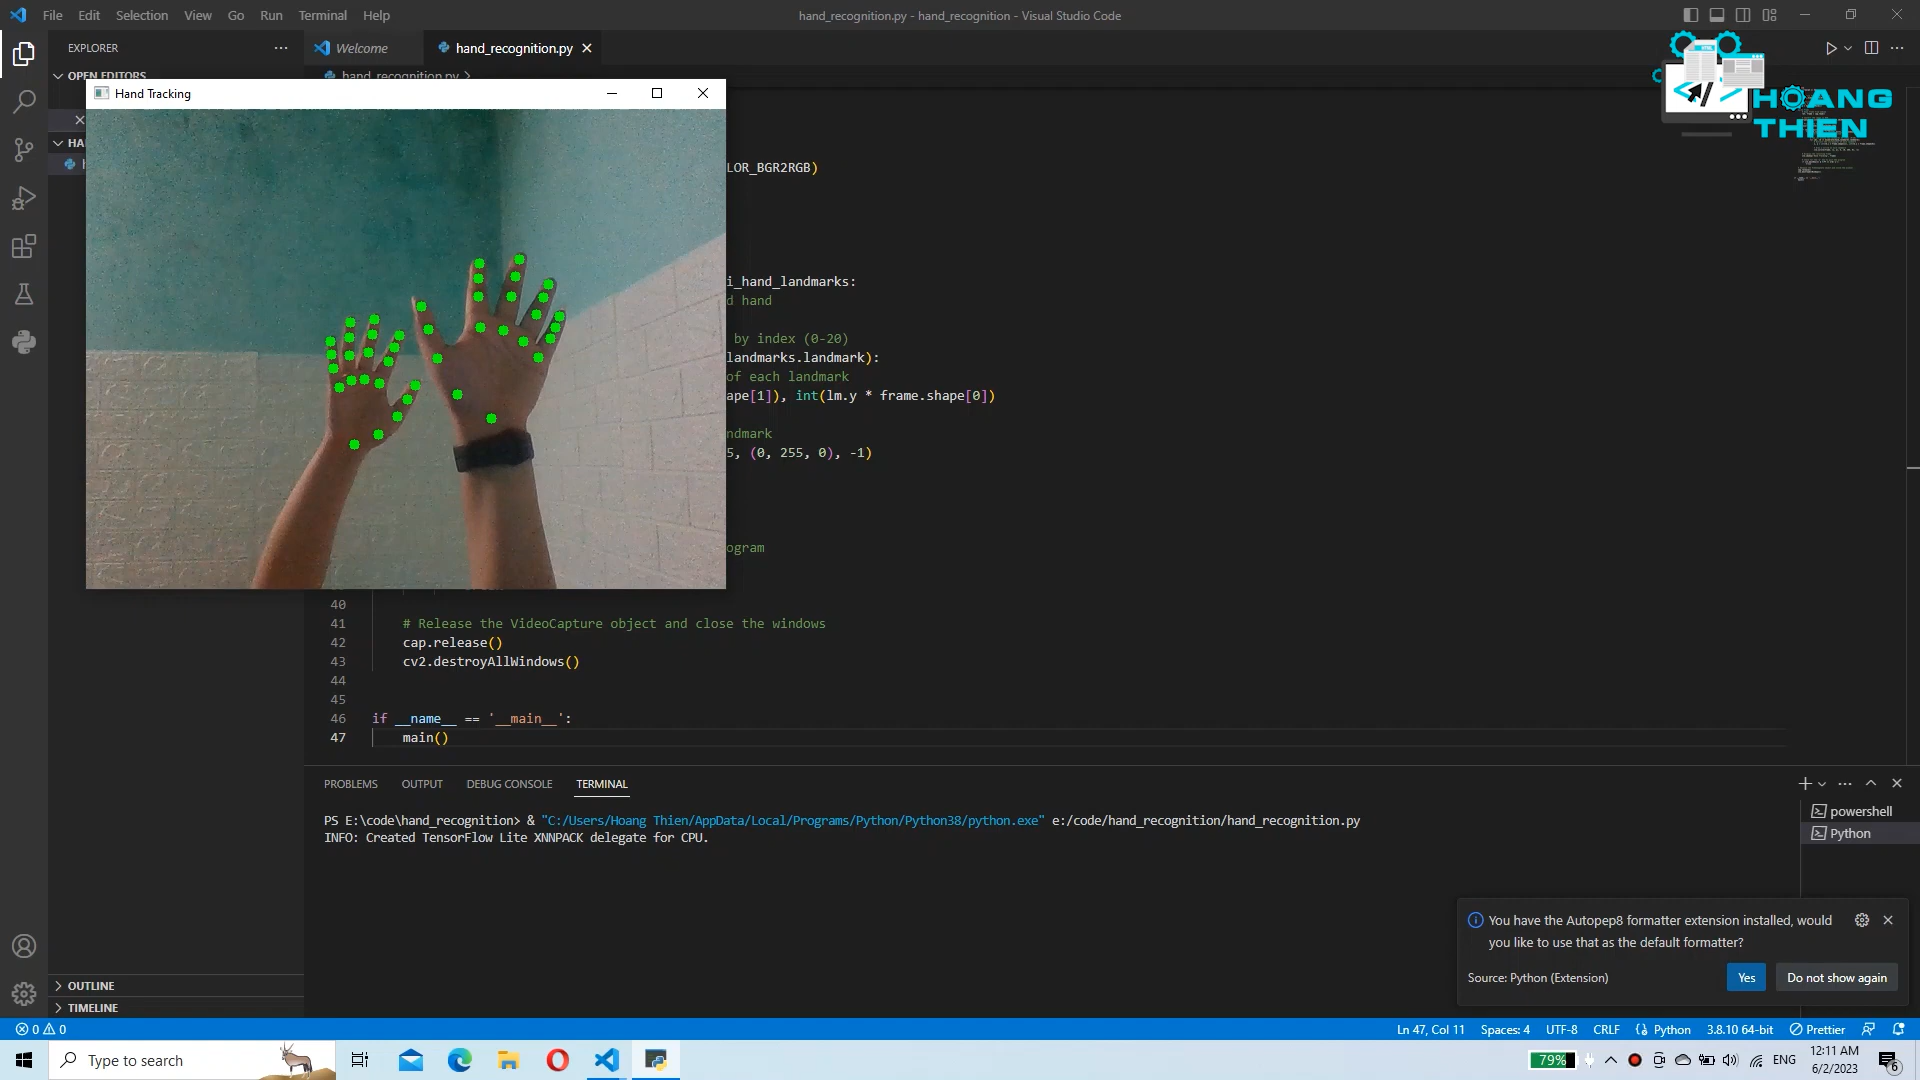 File Edit Selection View Go Run Terminal Help
hand_recognition.py - hand_recognition - Visual Studio Code
EXPLORER
Welcome
hand_recognition.py
OPEN EDITORS
hand_recognition.py
Hand Tracking
HOANG
THIEN
HA
LOR_BGR2RGB)
i_hand_landmarks:
d hand
by index (0-20)
landmarks.landmark):
of each landmark
ape[1]), int(lm.y * frame.shape[0])
ndmark
5, (0, 255, 0), -1)
ogram
40
41 # Release the VideoCapture object and close the windows
42 cap.release()
43 cv2.destroyAllWindows()
44
45
46 if __name__ == '__main__':
47 main()
PROBLEMS OUTPUT DEBUG CONSOLE TERMINAL
PS E:\code\hand_recognition> & "C:/Users/Hoang Thien/AppData/Local/Programs/Python/Python38/python.exe" e:/code/hand_recognition/hand_recognition.py
INFO: Created TensorFlow Lite XNNPACK delegate for CPU.
powershell
Python
You have the Autopep8 formatter extension installed, would
you like to use that as the default formatter?
Source: Python (Extension)
Yes
Do not show again
OUTLINE
TIMELINE
0 0
Ln 47, Col 11 Spaces: 4 UTF-8 CRLF Python 3.8.10 64-bit Prettier
Type to search
79%
ENG
12:11 AM
6/2/2023
6